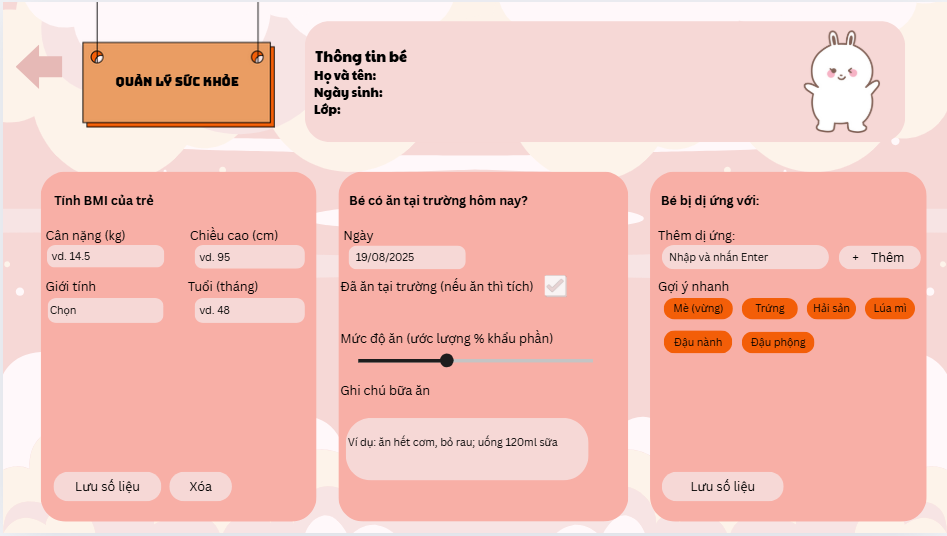 QUẢN LÝ SỨC KHỎE
Thông tin bé
Họ và tên:
Ngày sinh:
Lớp:
Tính BMI của trẻ
Cân nặng (kg)
Chiều cao (cm)
vd. 14.5
vd. 95
Giới tính
Tuổi (tháng)
Chọn
vd. 48
Lưu số liệu
Xóa
Bé có ăn tại trường hôm nay?
Ngày
19/08/2025
Đã ăn tại trường (nếu ăn thì tích)
Mức độ ăn (ước lượng % khẩu phần)
Ghi chú bữa ăn
Ví dụ: ăn hết cơm, bỏ rau; uống 120ml sữa
Bé bị dị ứng với:
Thêm dị ứng:
Nhập và nhấn Enter
+ Thêm
Gợi ý nhanh
Mè (vừng)
Trứng
Hải sản
Lúa mì
Đậu nành
Đậu phộng
Lưu số liệu